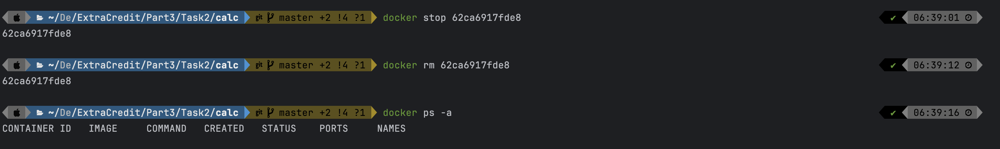 ~/De/ExtraCredit/Part3/Task2/calc git master +2 !4 ?1 docker stop 62ca6917fde8 ✔ 06:39:01
62ca6917fde8
~/De/ExtraCredit/Part3/Task2/calc git master +2 !4 ?1 docker rm 62ca6917fde8 ✔ 06:39:12
62ca6917fde8
~/De/ExtraCredit/Part3/Task2/calc git master +2 !4 ?1 docker ps -a ✔ 06:39:16
CONTAINER ID IMAGE COMMAND CREATED STATUS PORTS NAMES